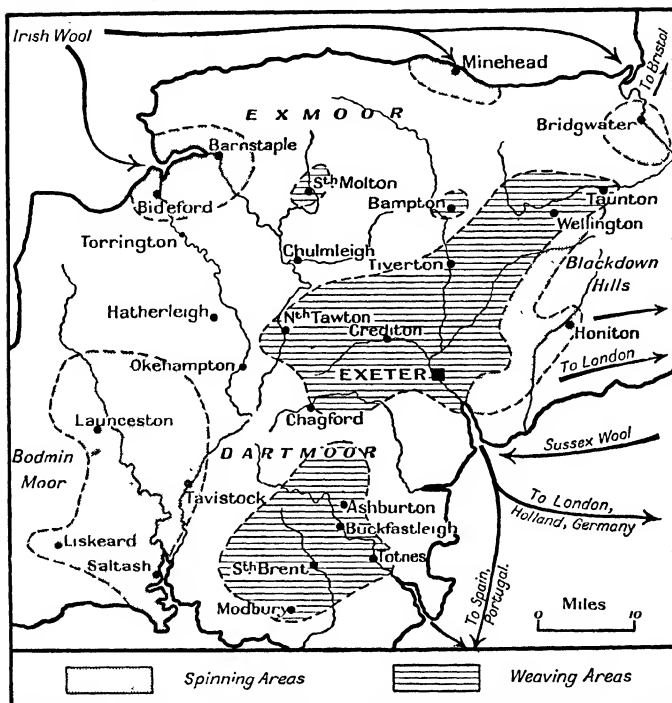 Irish Wool
To Bristol
Minehead
EXMOOR
Bridgwater
Barnstaple
Sth Molton
Bampton
Taunton
Wellington
Bideford
Torrington
Chulmleigh
Tiverton
Blackdown
Hills
Hatherleigh
Nth Tawton
Crediton
Honiton
Okehampton
EXETER
To London
Launceston
Chagford
Sussex Wool
Bodmin
Moor
DARTMOOR
Tavistock
Ashburton
Buckfastleigh
To London,
Holland, Germany
Liskeard
Saltash
Sth Brent
Totnes
Modbury
To Spain,
Portugal.
0 Miles 10
Spinning Areas
Weaving Areas